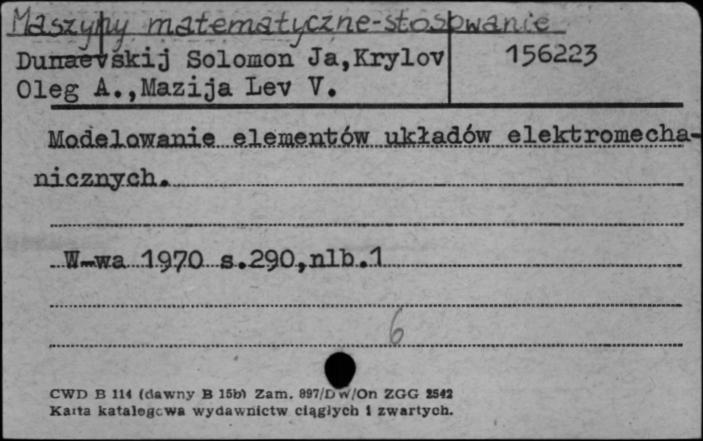 Maszyny matematyczne-stosowanie
Dunaevskij Solomon Ja,Krylov
Oleg A.,Mazija Lev V.
156223
Modelowanie elementów układów elektromecha-
nicznych.
W-wa 1970 s.290,nlb.1
6
CWD B 114 (dawny B 15b) Zam. 897/DW/On ZGG 2542
Karta katalogowa wydawnictw ciągłych i zwartych.